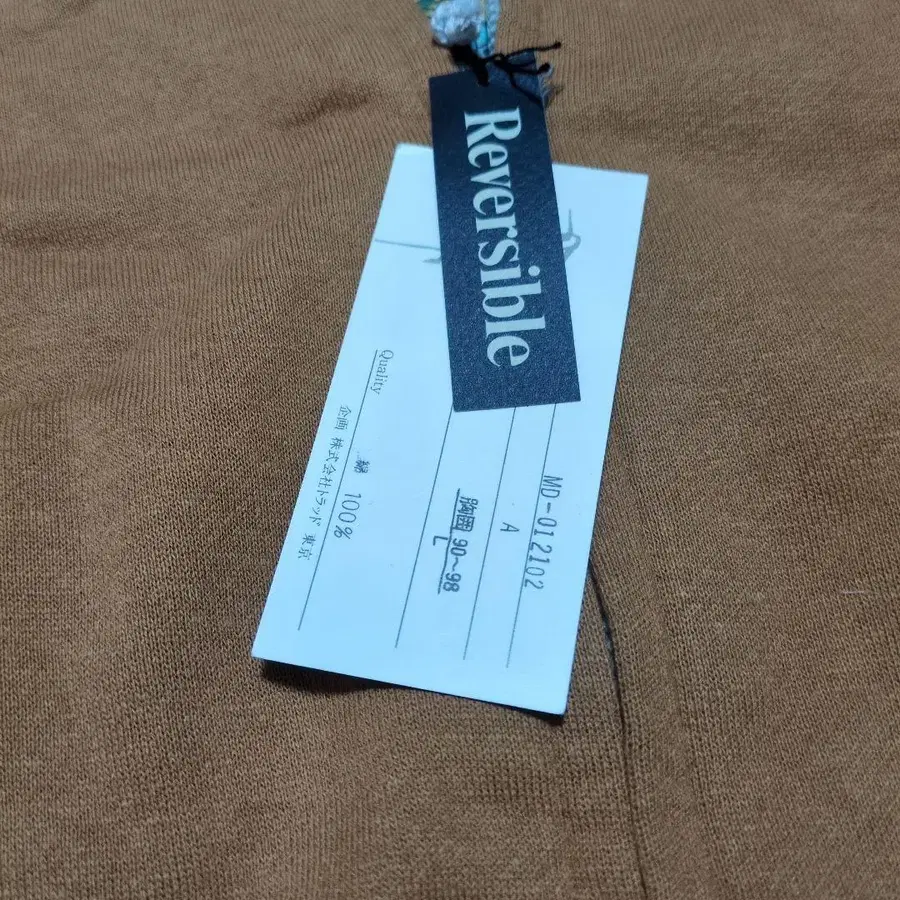 Reversible
MD-012102
A
胸囲 90～98
L
Quality
綿 100%
企画 株式会社トラッド 東京